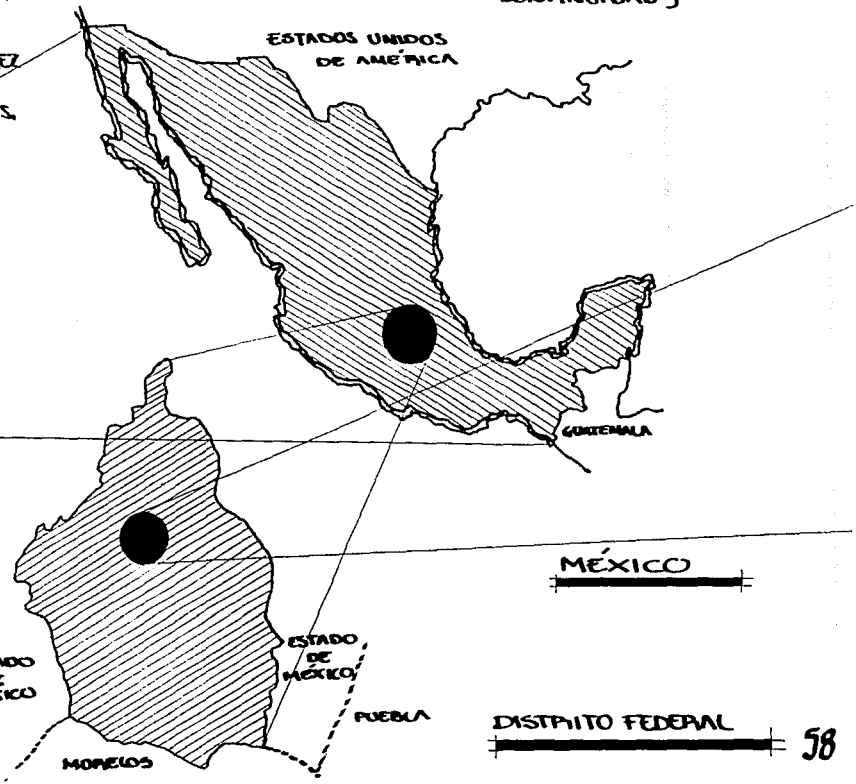 ESTADOS UNIDOS
DE AMÉRICA
GUATEMALA
MÉXICO
ESTADO
DE
MÉXICO
PUEBLA
MORELOS
DISTRITO FEDERAL
58